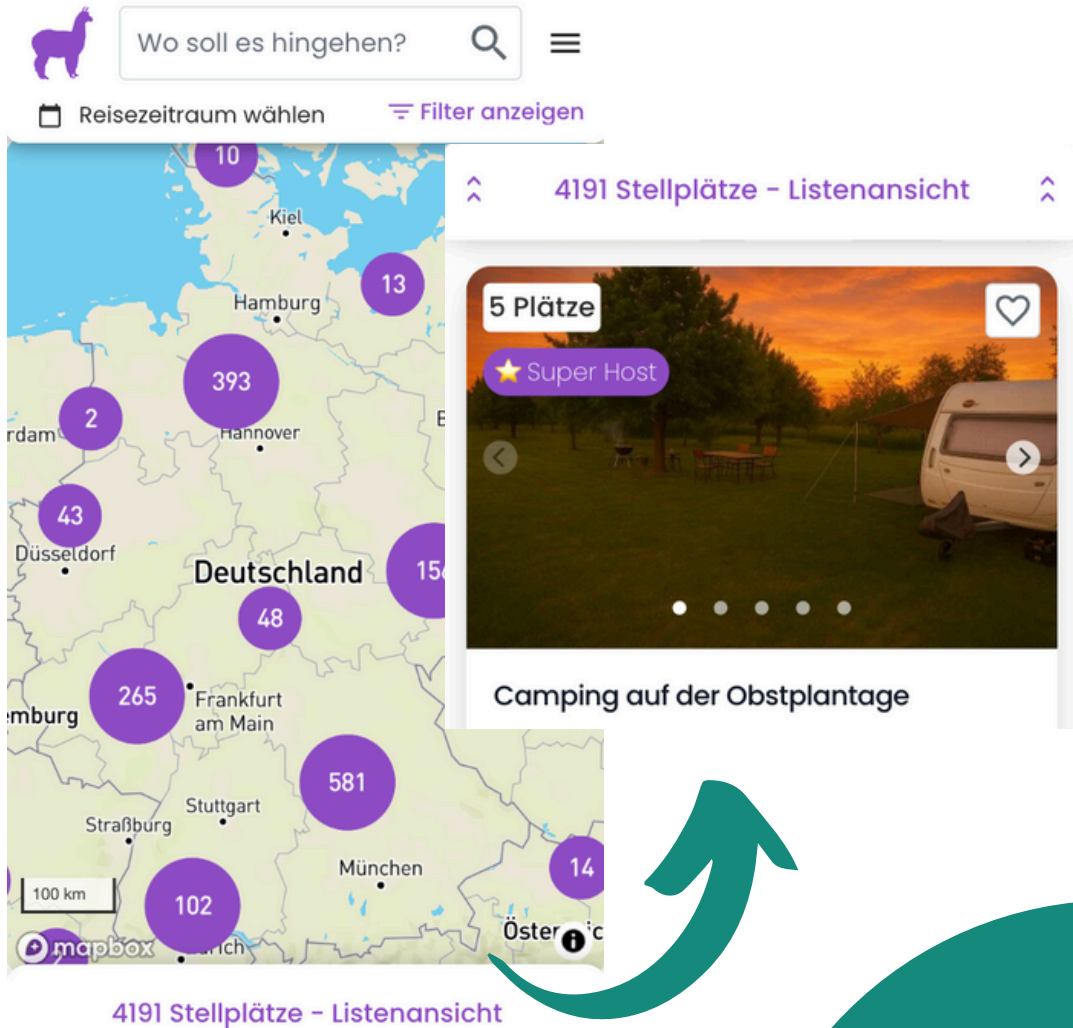 Wo soll es hingehen?
Reisezeitraum wählen
Filter anzeigen
10
Kiel
13
Hamburg
393
2
rdam
Hannover
43
Düsseldorf
Deutschland
48
265
Frankfurt
am Main
emburg
581
Stuttgart
Straßburg
München
14
100 km
102
mapbox
4191 Stellplätze - Listenansicht
4191 Stellplätze - Listenansicht
5 Plätze
Super Host
Camping auf der Obstplantage